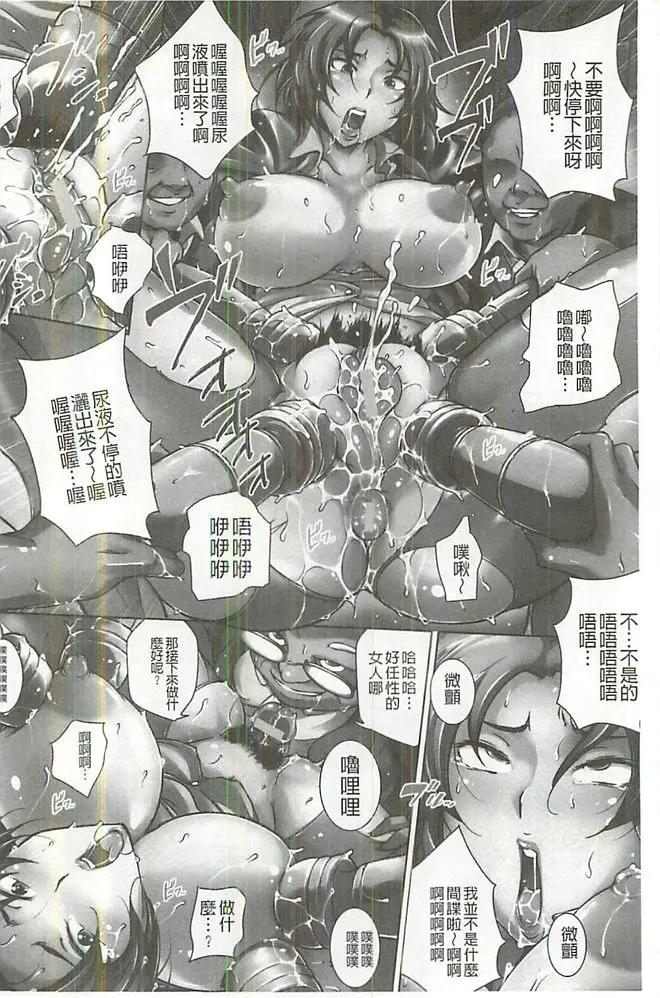 不要啊啊啊啊
～快停下來呀
啊啊啊…
喔喔喔喔喔尿
液噴出來了啊
啊啊啊啊…
嘟～嚕嚕嚕
嚕嚕嚕嚕…
唔咿咿
尿液不停的噴
灑出來了～喔
喔喔喔喔…喔
唔咿咿咿
咿咿咿咿
噗啾～
不…不是的
唔唔唔唔唔
唔唔…
微顫
我並不是什麼
間諜啦～啊啊
啊啊啊啊啊
微顫
哈哈哈…
好任性的
女人哪
那接下來做什
麼好呢?
嚕哩哩
啊啊啊…
做什
麼…?
噗噗噗
噗噗噗